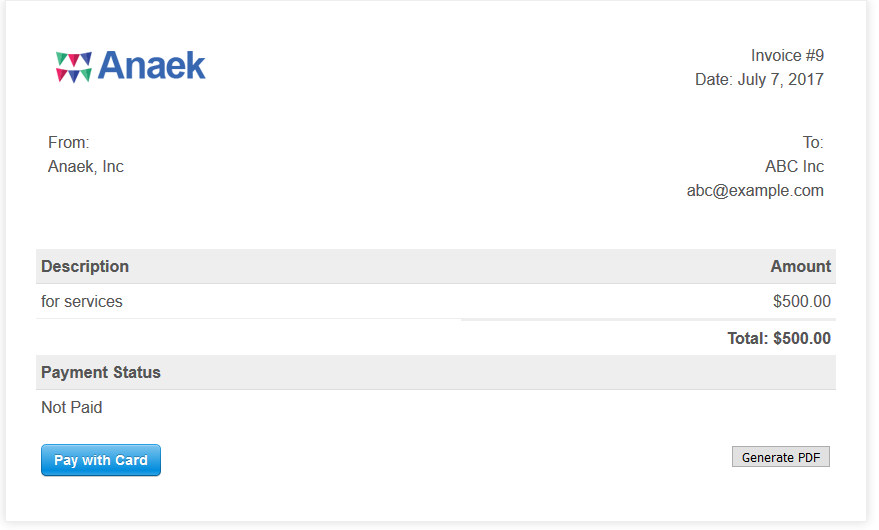 Anaek
Invoice #9
Date: July 7, 2017
From:
Anaek, Inc
To:
ABC Inc
abc@example.com
Description Amount
for services $500.00
Total: $500.00
Payment Status
Not Paid
Pay with Card Generate PDF